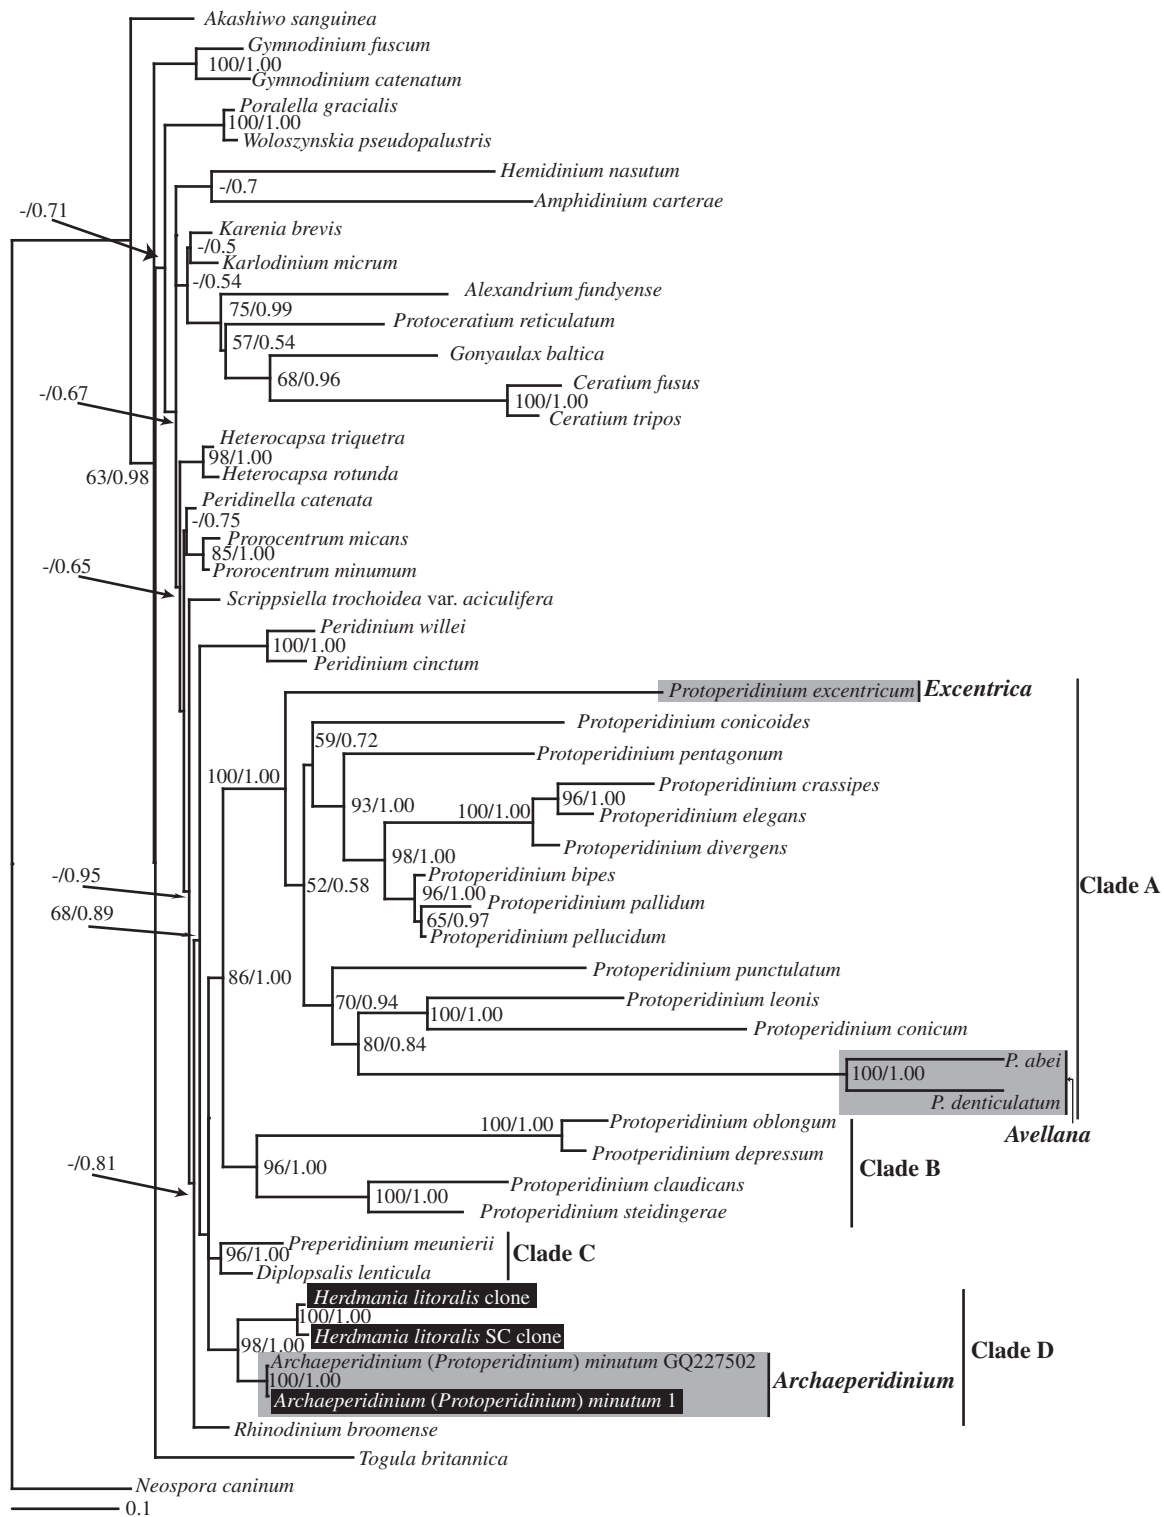 Akashiwo sanguinea
Gymnodinium fuscum
100/1.00
Gymnodinium catenatum
Poralella gracialis
100/1.00
Woloszynskia pseudopalustris
Hemidinium nasutum
-/0.7
Amphidinium carterae
-/0.71
Karenia brevis
-/0.5
Karlodinium micrum
-/0.54
Alexandrium fundyense
75/0.99
Protoceratium reticulatum
57/0.54
Gonyaulax baltica
68/0.96
Ceratium fusus
-/0.67
100/1.00
Ceratium tripos
Heterocapsa triquetra
98/1.00
Heterocapsa rotunda
63/0.98
Peridinella catenata
-/0.75
Prorocentrum micans
85/1.00
-/0.65
Prorocentrum minumum
Scrippsiella trochoidea var. aciculifera
Peridinium willei
100/1.00
Peridinium cinctum
Protoperidinium excentricum Excentrica
Protoperidinium conicoides
59/0.72
Protoperidinium pentagonum
100/1.00
Protoperidinium crassipes
96/1.00
93/1.00
100/1.00
Protoperidinium elegans
Protoperidinium divergens
98/1.00
-/0.95
Protoperidinium bipes
52/0.58
Clade A
96/1.00
Protoperidinium pallidum
68/0.89
65/0.97
Protoperidinium pellucidum
Protoperidinium punctulatum
86/1.00
Protoperidinium leonis
70/0.94
100/1.00
Protoperidinium conicum
80/0.84
P. abei
100/1.00
P. denticulatum
Protoperidinium oblongum
100/1.00
Avellana
Prootperidinium depressum
-/0.81
96/1.00
Clade B
Protoperidinium claudicans
100/1.00
Protoperidinium steidingerae
Preperidinium meunierii
96/1.00
Clade C
Diplopsalis lenticula
Herdmania litoralis clone
100/1.00
Herdmania litoralis SC clone
98/1.00
Clade D
Archaeperidinium (Protoperidinium) minutum GQ227502
100/1.00
Archaeperidinium
Archaeperidinium (Protoperidinium) minutum 1
Rhinodinium broomense
Togula britannica
Neospora caninum
0.1